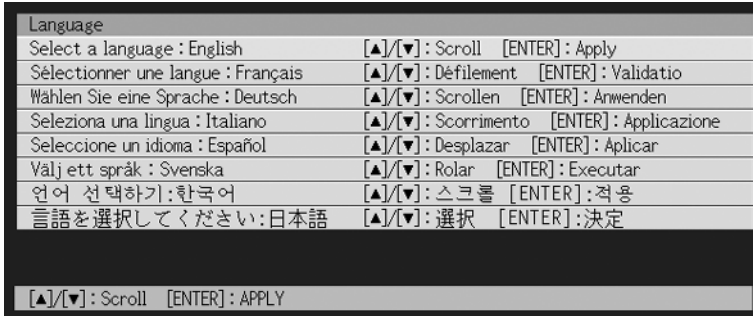 Language
Select a language : English [▲]/[▼] : Scroll [ENTER] : Apply
Sélectionner une langue : Français [▲]/[▼] : Défilement [ENTER] : Validatio
Wählen Sie eine Sprache : Deutsch [▲]/[▼] : Scrollen [ENTER] : Anwenden
Seleziona una lingua : Italiano [▲]/[▼] : Scorrimento [ENTER] : Applicazione
Seleccione un idioma : Español [▲]/[▼] : Desplazar [ENTER] : Aplicar
Välj ett språk : Svenska [▲]/[▼] : Rolar [ENTER] : Executar
언어 선택하기:한국어 [▲]/[▼] : 스크롤 [ENTER]:적용
言語を選択してください:日本語 [▲]/[▼] : 選択 [ENTER]:決定
[▲]/[▼] : Scroll [ENTER] : APPLY